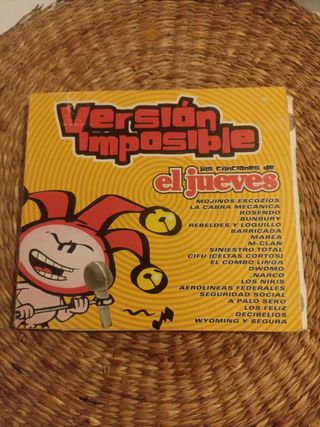 Versión
imposible
las canciones de
el jueves
MOJINOS ESCOZÍOS
LA CABRA MECÁNICA
ROSENDO
BUNBURY
REBELDES Y LOQUILLO
BARRICADA
MAREA
M-CLAN
SINIESTRO TOTAL
CIFU (CELTAS CORTOS)
EL COMBO LINGA
DWOMO
NARCO
LOS NIKIS
AEROLINEAS FEDERALES
SEGURIDAD SOCIAL
A PALO SEKO
LOS FELIZ
DECIBELIOS
WYOMING Y SEGURA